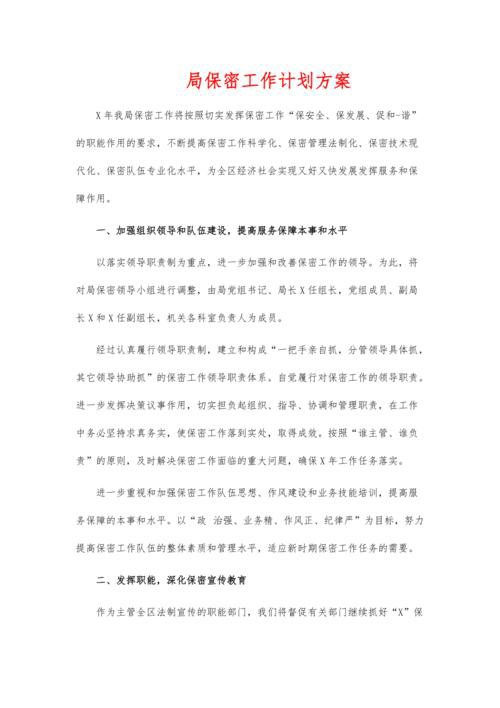 局保密工作计划方案
X年我局保密工作将按照切实发挥保密工作“保安全、保发展、促和-谐”
的职能作用的要求，不断提高保密工作科学化、保密管理法制化、保密技术现
代化、保密队伍专业化水平，为全区经济社会实现又好又快发展发挥服务和保
障作用。
一、加强组织领导和队伍建设，提高服务保障本事和水平
以落实领导职责制为重点，进一步加强和改善保密工作的领导。为此，将
对局保密领导小组进行调整，由局党组书记、局长X任组长，党组成员、副局
长X和X任副组长，机关各科室负责人为成员。
经过认真履行领导职责制，建立和构成“一把手亲自抓，分管领导具体抓，
其它领导协助抓”的保密工作领导职责体系。自觉履行对保密工作的领导职责。
进一步发挥决策议事作用，切实担负起组织、指导、协调和管理职责，在工作
中务必坚持求真务实，使保密工作落到实处，取得成效。按照“谁主管、谁负
责”的原则，及时解决保密工作面临的重大问题，确保X年工作任务落实。
进一步重视和加强保密工作队伍思想、作风建设和业务技能培训，提高服
务保障的本事和水平。以“政 治强、业务精、作风正、纪律严”为目标，努力
提高保密工作队伍的整体素质和管理水平，适应新时期保密工作任务的需要。
二、发挥职能，深化保密宣传教育
作为主管全区法制宣传的职能部门，我们将督促有关部门继续抓好“X”保